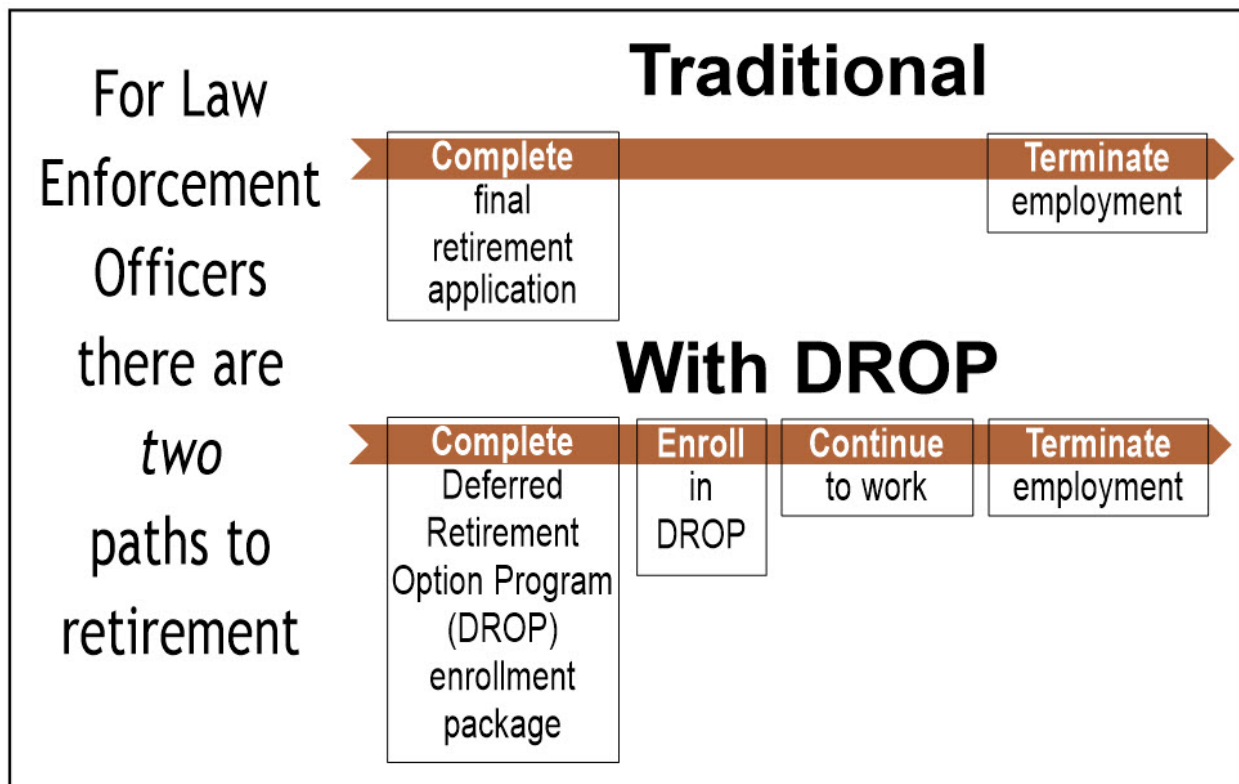 For Law
Enforcement
Officers
there are
two
paths to
retirement
Traditional
Complete
final
retirement
application
Terminate
employment
With DROP
Complete
Deferred
Retirement
Option Program
(DROP)
enrollment
package
Enroll
in
DROP
Continue
to work
Terminate
employment